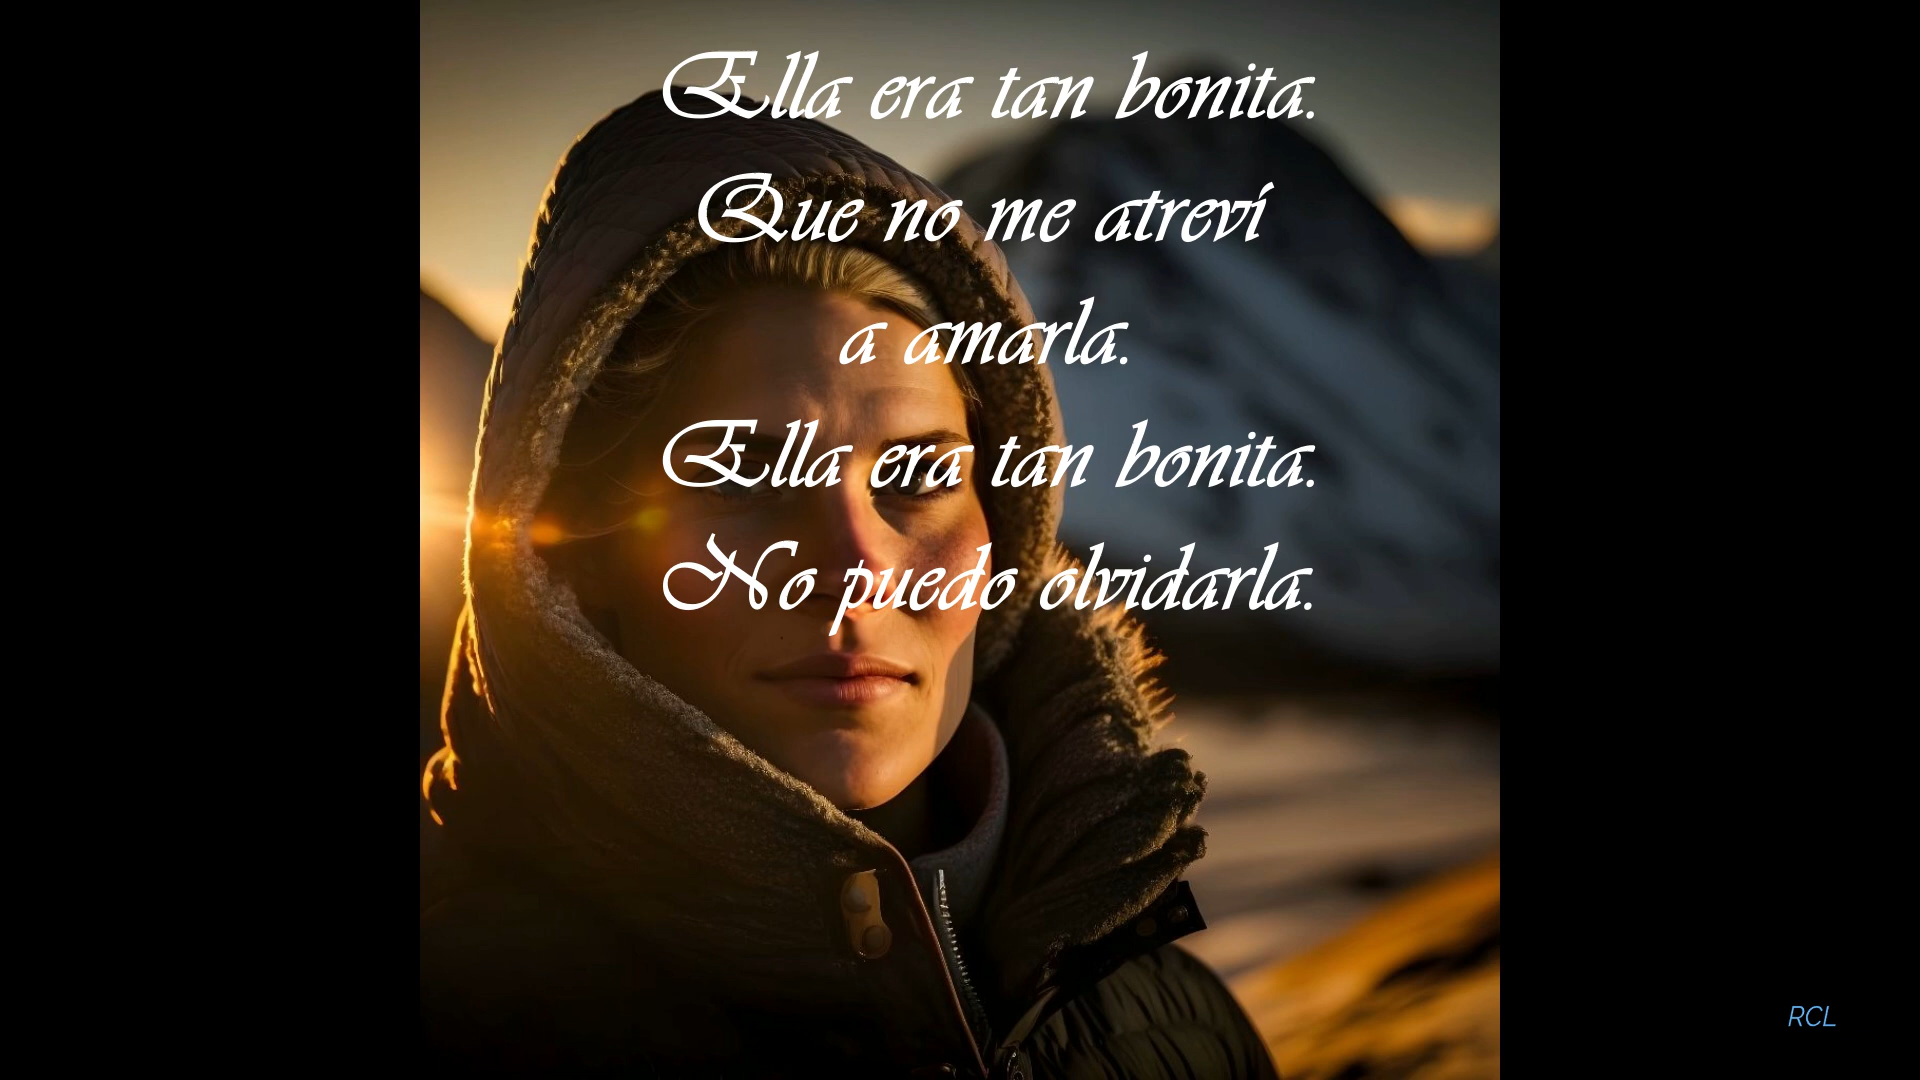 Ella era tan bonita.
Que no me atreví
a amarla.
Ella era tan bonita.
No puedo olvidarla.
RCL